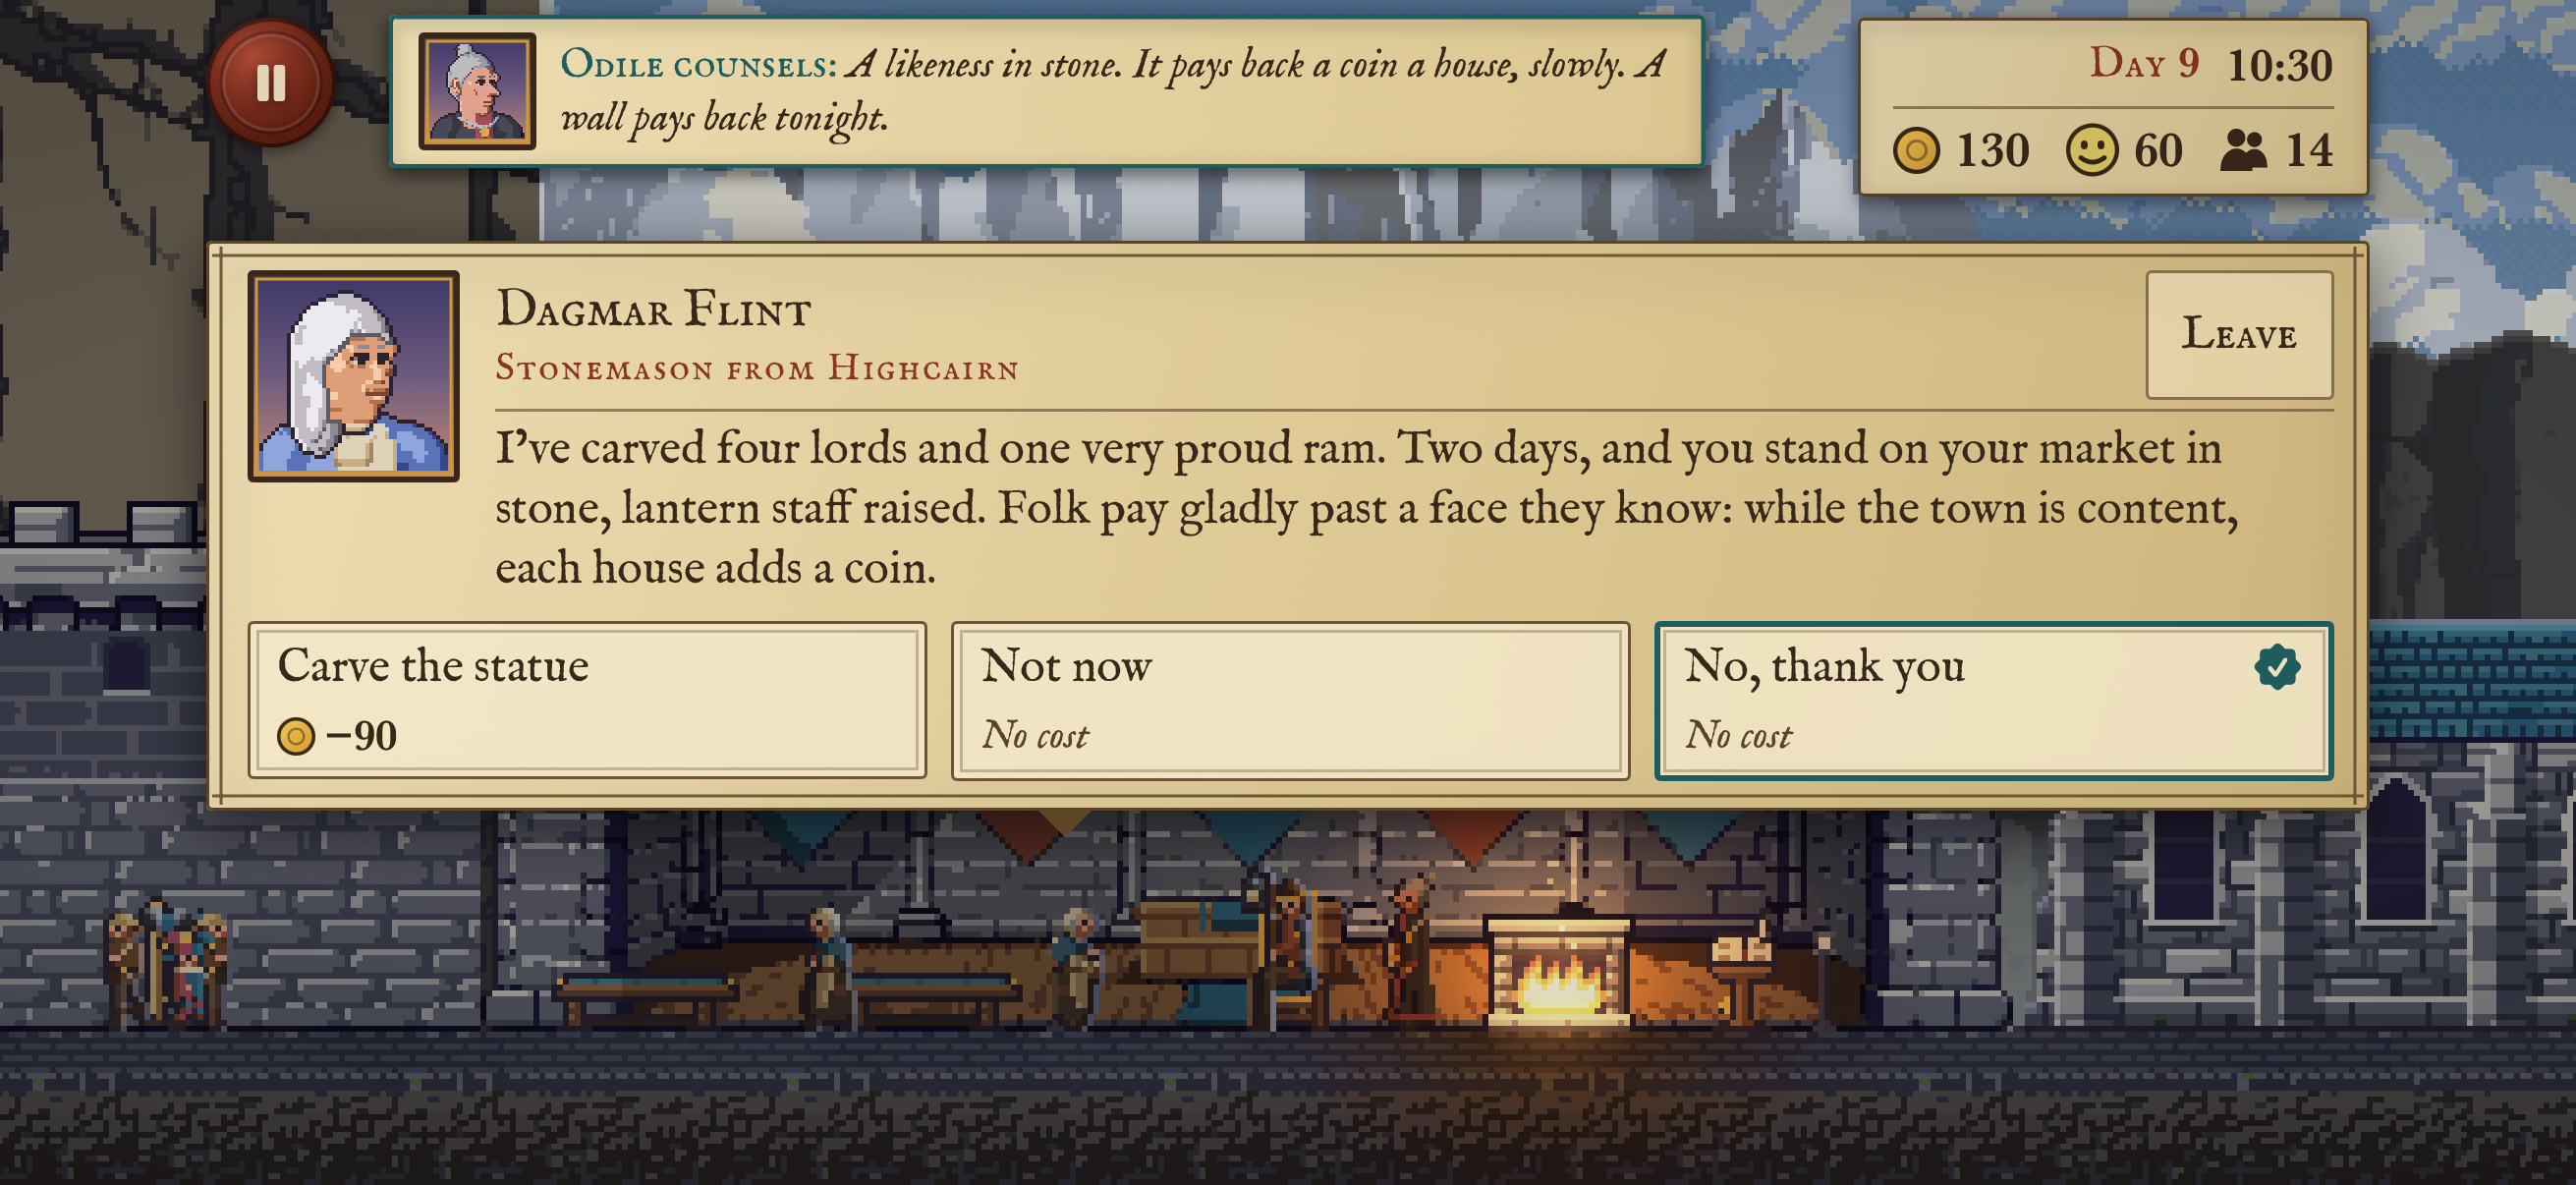 Odile counsels: A likeness in stone. It pays back a coin a house, slowly. A
wall pays back tonight.
Day 9 10:30
130 60 14
Dagmar Flint
Stonemason from Highcairn
Leave
I've carved four lords and one very proud ram. Two days, and you stand on your market in
stone, lantern staff raised. Folk pay gladly past a face they know: while the town is content,
each house adds a coin.
Carve the statue
−90
Not now
No cost
No, thank you
No cost